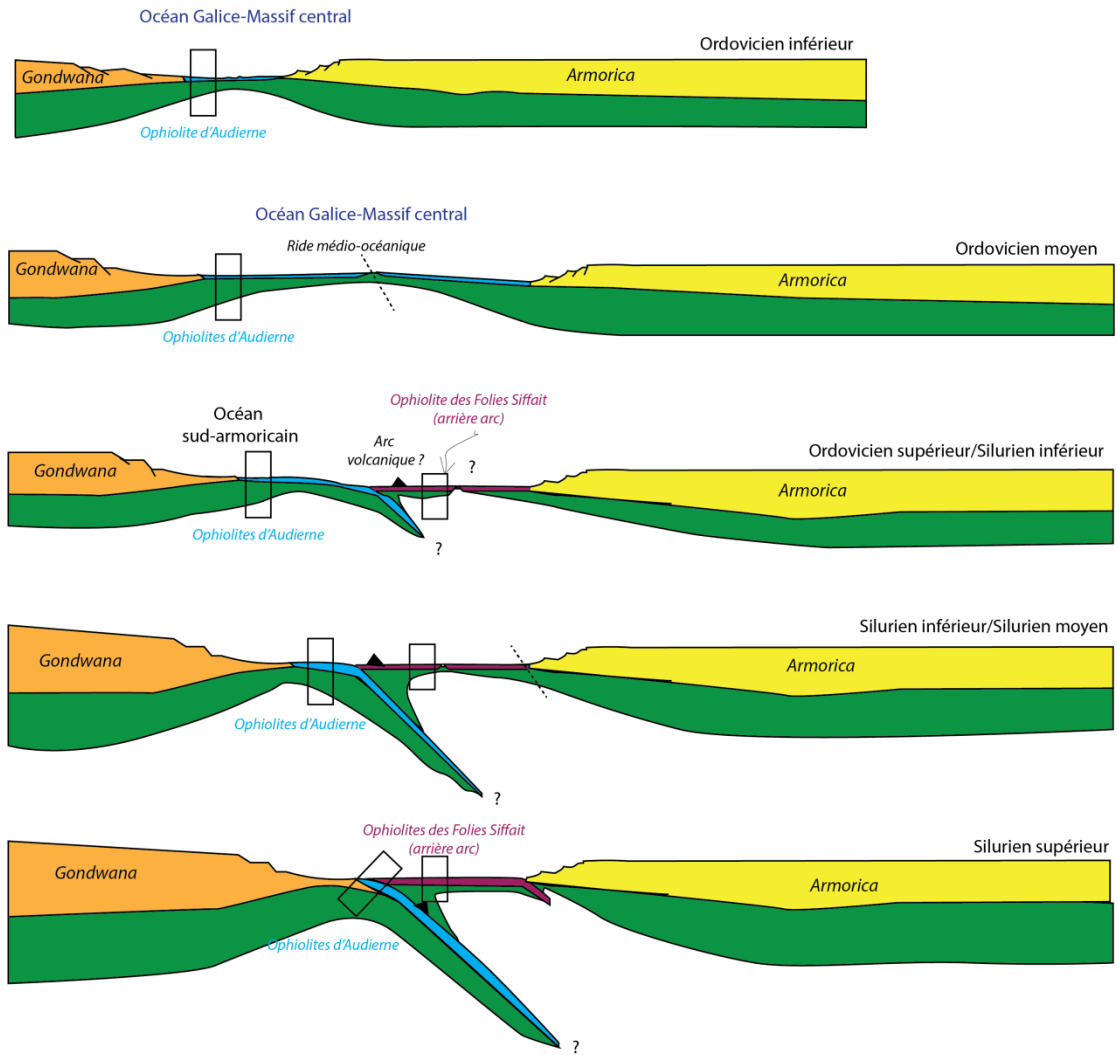 Océan Galice-Massif central
Ordovicien inférieur
Gondwana
Armorica
Ophiolite d'Audierne
Océan Galice-Massif central
Ride médio-océanique
Ordovicien moyen
Gondwana
Armorica
Ophiolites d'Audierne
Ophiolite des Folies Siffait
(arrière arc)
Océan
sud-armoricain
Arc
volcanique ?
?
Ordovicien supérieur/Silurien inférieur
Gondwana
Armorica
Ophiolites d'Audierne
?
Silurien inférieur/Silurien moyen
Gondwana
Armorica
Ophiolites d'Audierne
?
Ophiolites des Folies Siffait
(arrière arc)
Silurien supérieur
Gondwana
Armorica
Ophiolites d'Audierne
?